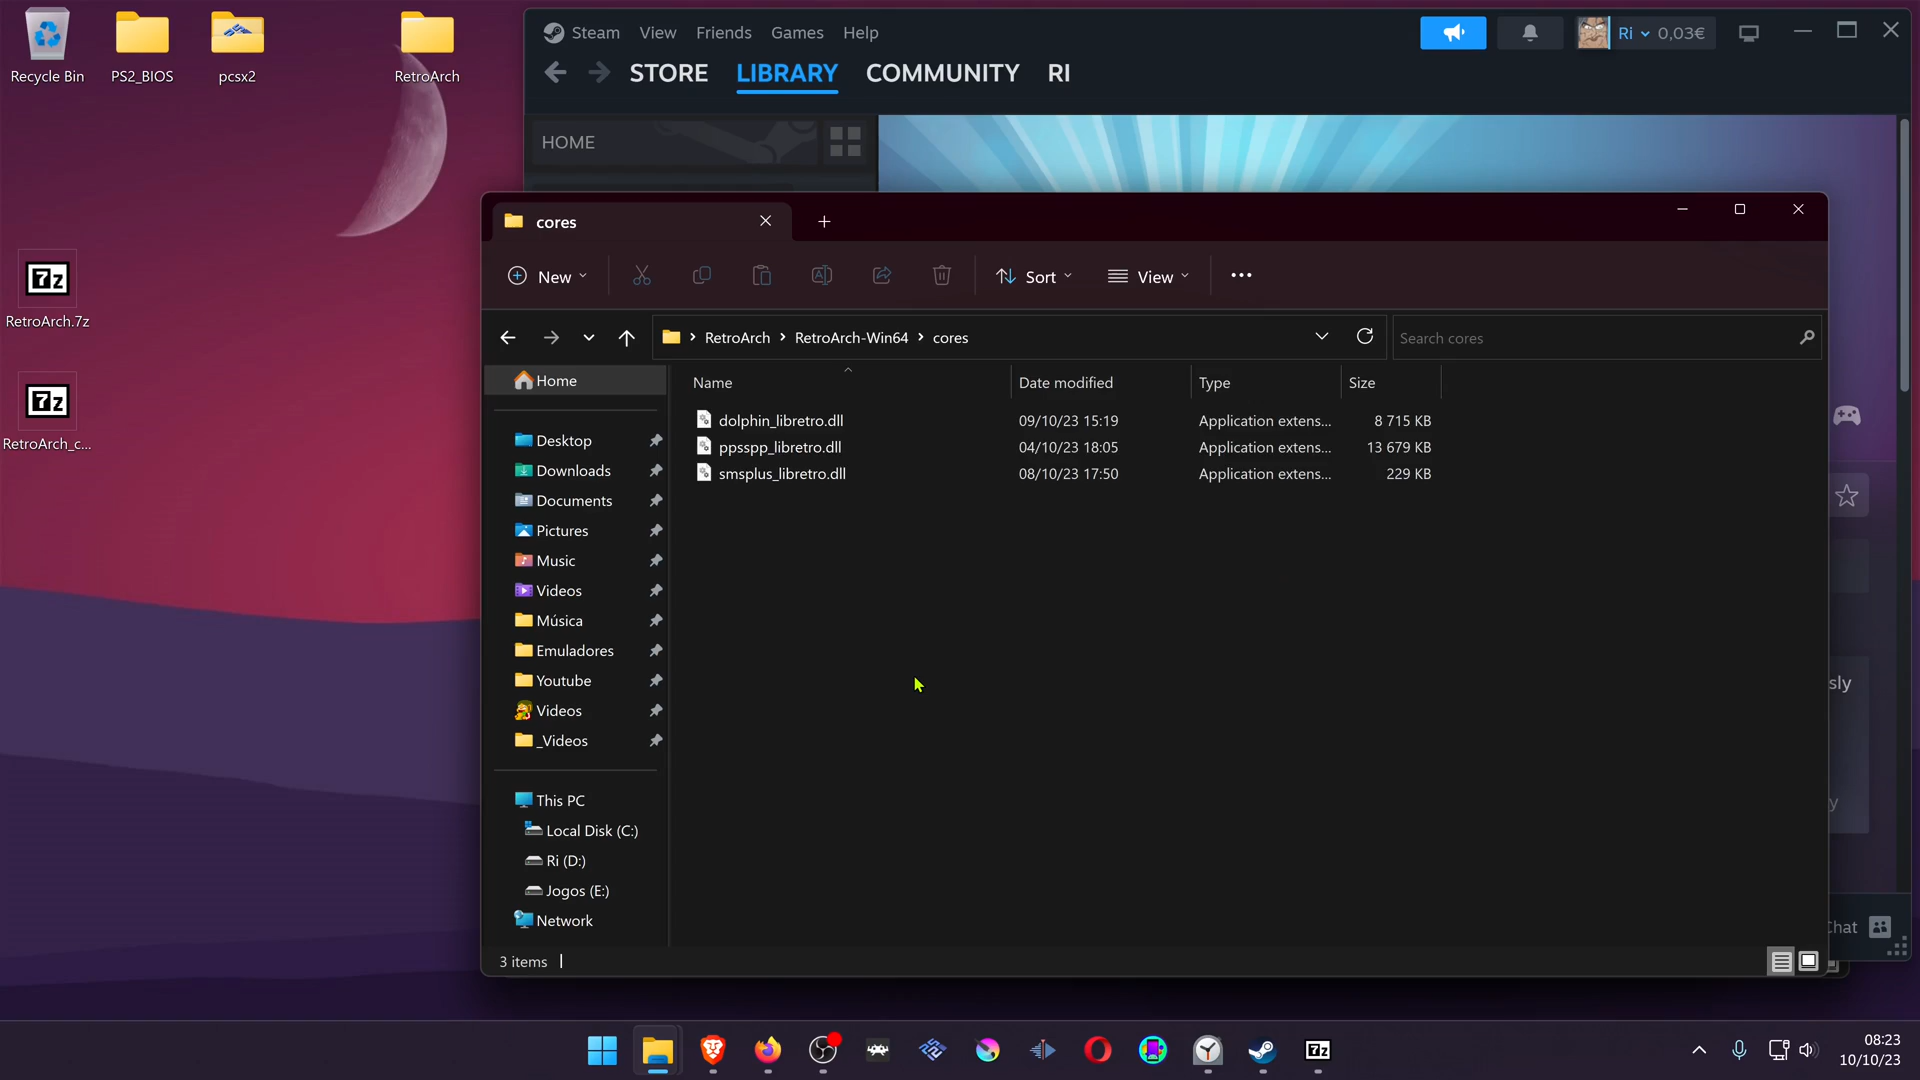 Recycle Bin
PS2_BIOS
pcsx2
RetroArch
7z
RetroArch.7z
7z
RetroArch_c...
Steam View Friends Games Help
Ri 0,03€
STORE LIBRARY COMMUNITY RI
HOME
cores
New
Sort
View
RetroArch > RetroArch-Win64 > cores
Search cores
Name Date modified Type Size
dolphin_libretro.dll 09/10/23 15:19 Application extens... 8 715 KB
ppsspp_libretro.dll 04/10/23 18:05 Application extens... 13 679 KB
smsplus_libretro.dll 08/10/23 17:50 Application extens... 229 KB
Home
Desktop
Downloads
Documents
Pictures
Music
Videos
Música
Emuladores
Youtube
Videos
_Videos
This PC
Local Disk (C:)
Ri (D:)
Jogos (E:)
Network
3 items
sly
y
Chat
7z
08:23
10/10/23